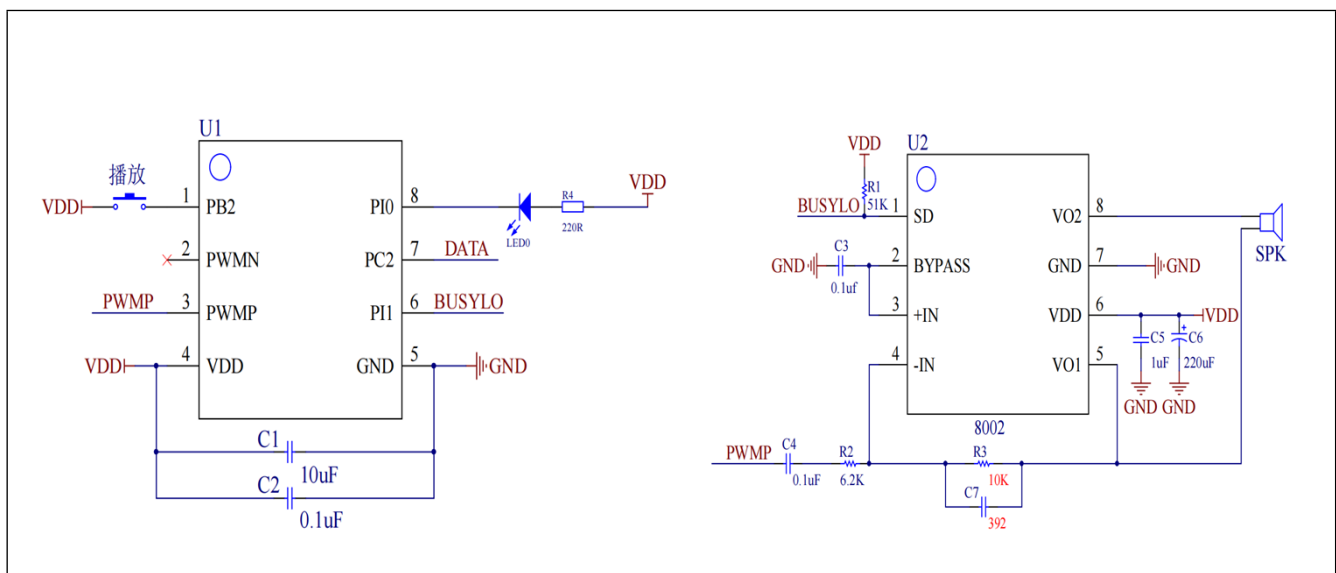 U1
播放
VDD
1
PB2
PI0
8
LED0
R4
220R
VDD
2
PWMN
PC2
7
DATA
PWMP
3
PWMP
PI1
6
BUSYLO
VDD
4
VDD
GND
5
GND
C1
10uF
C2
0.1uF
U2
VDD
R1
51K
BUSYLO
1
SD
VO2
8
SPK
GND
C3
0.1uf
2
BYPASS
GND
7
GND
3
+IN
VDD
6
VDD
C5
1uF
C6
+
220uF
4
-IN
VO1
5
GND
GND
8002
PWMP
C4
0.1uF
R2
6.2K
R3
10K
C7
392